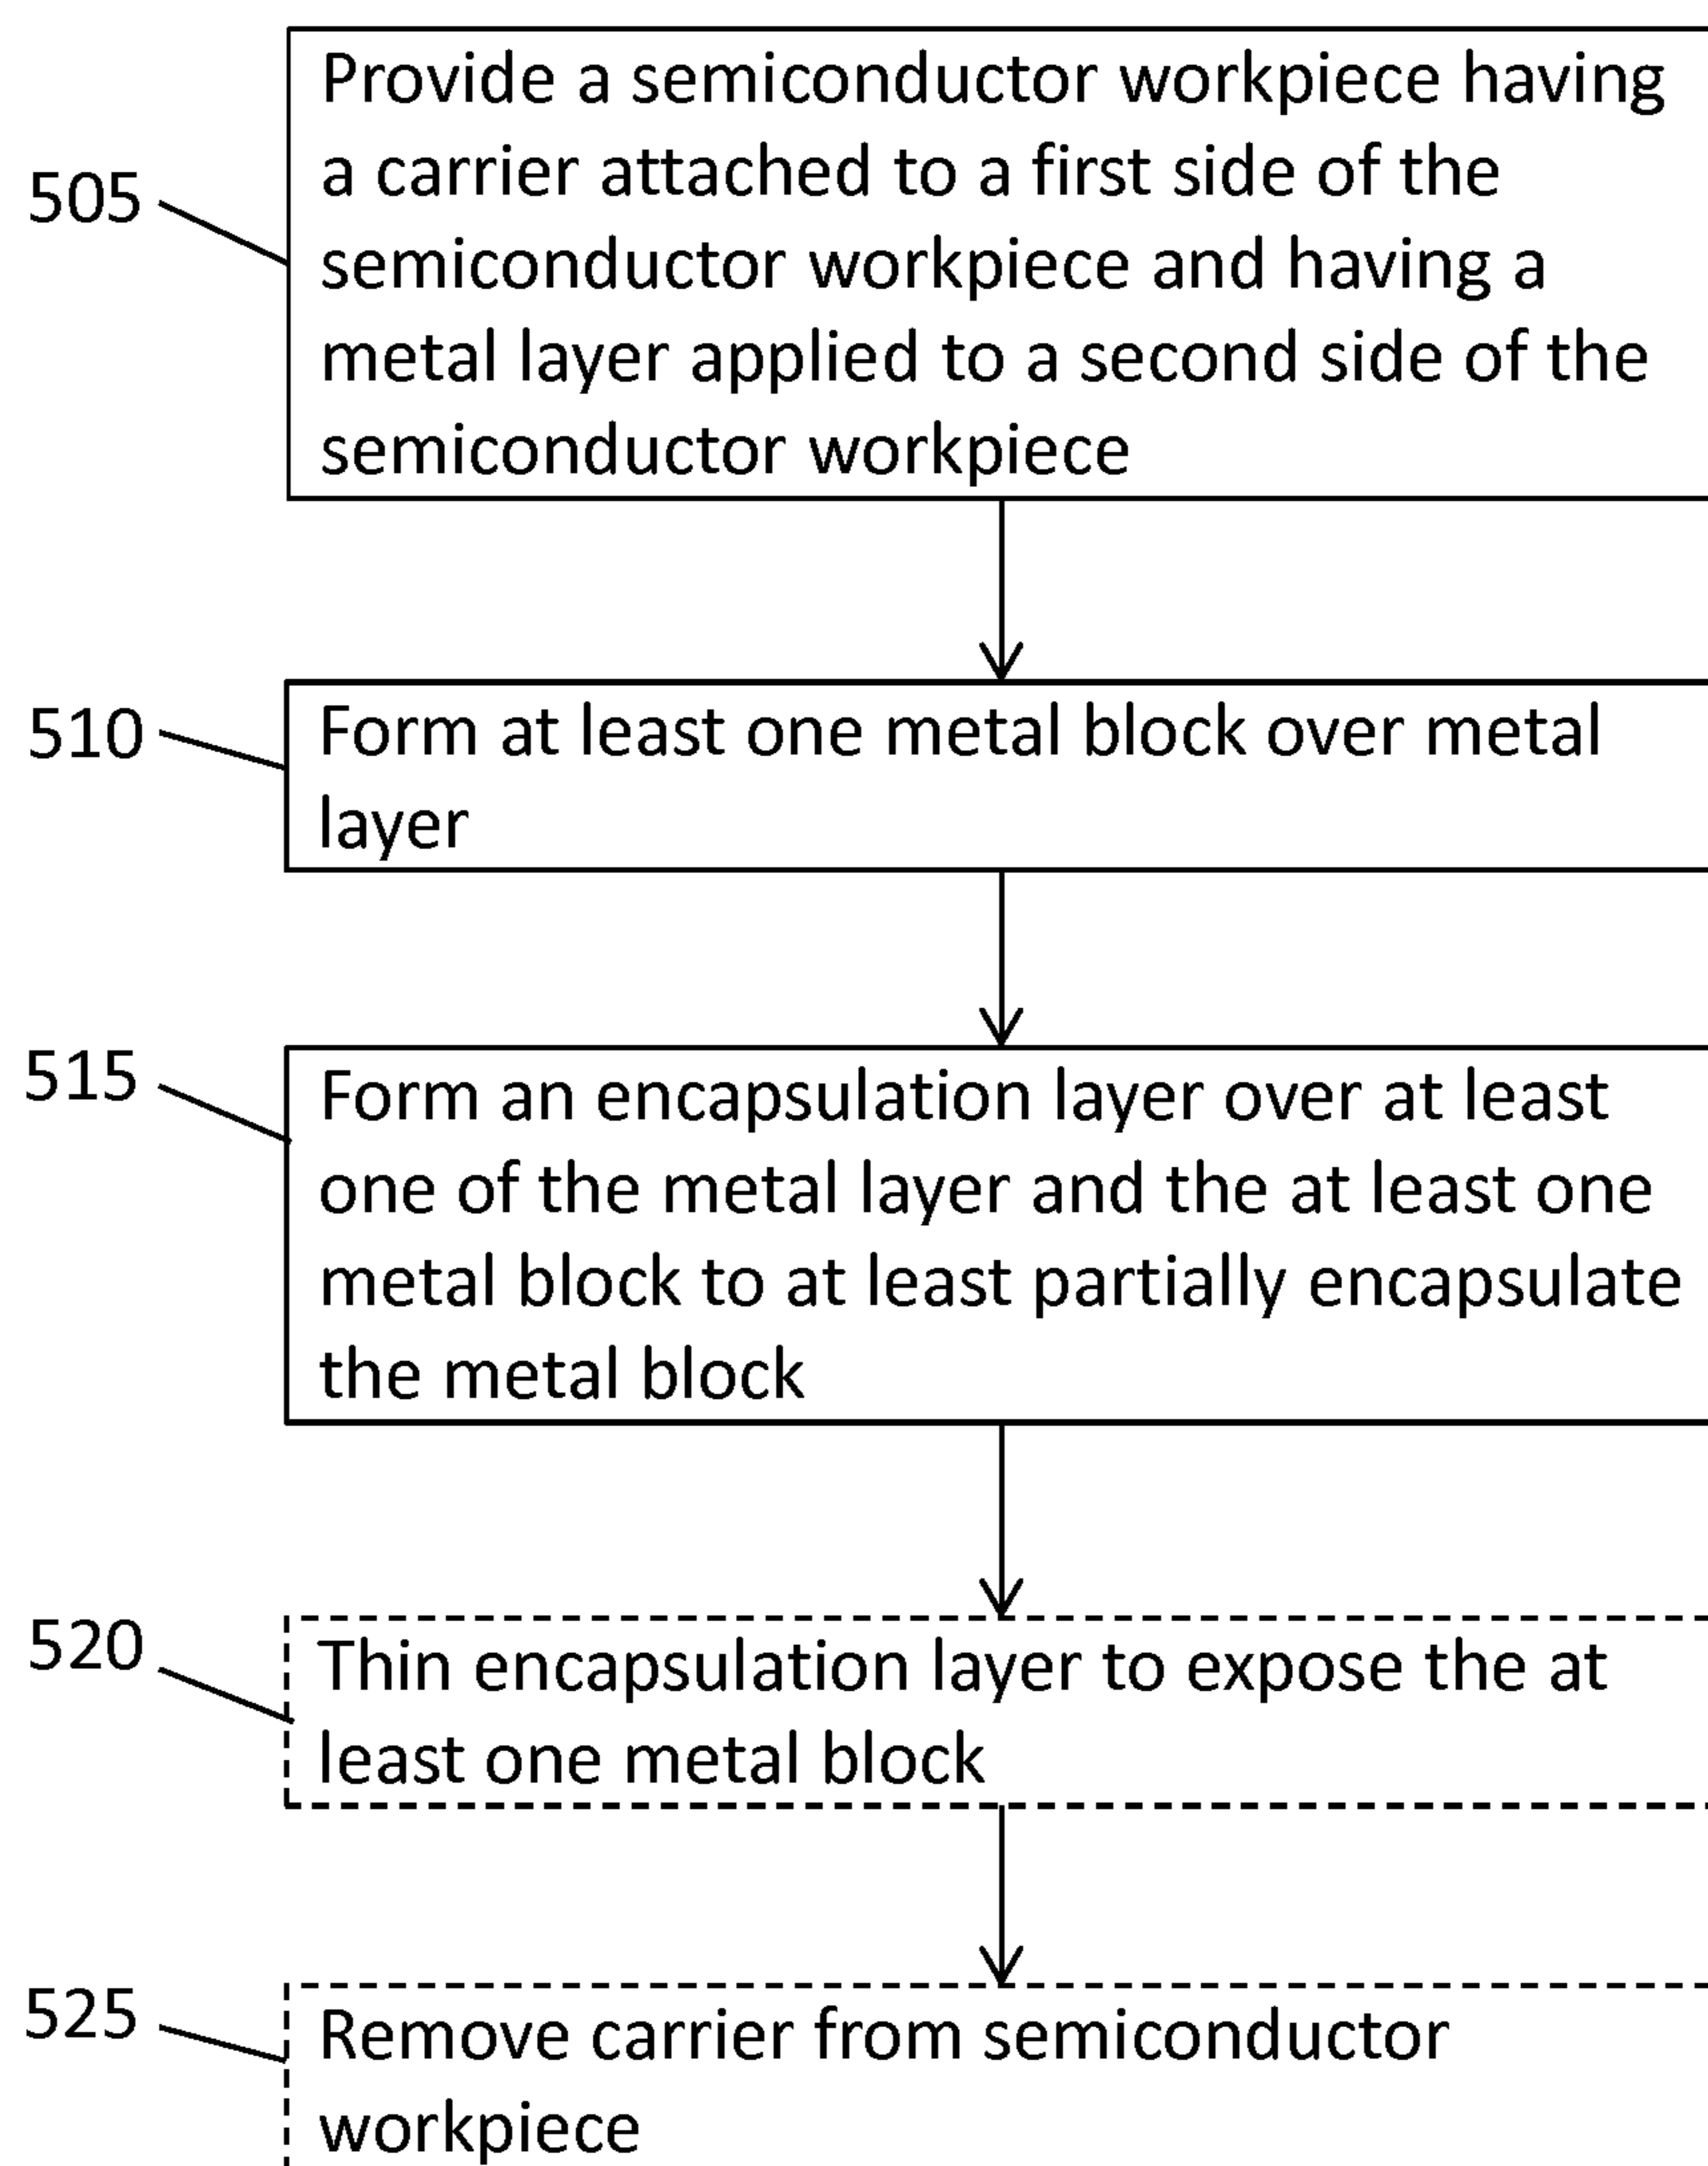 Provide a semiconductor workpiece having
a carrier attached to a first side of the
505
semiconductor workpiece and having a
metal layer applied to a second side of the
semiconductor workpiece
510
Form at least one metal block over metal
layer
515
Form an encapsulation layer over at least
one of the metal layer and the at least one
metal block to at least partially encapsulate
the metal block
520
Thin encapsulation layer to expose the at
least one metal block
525
Remove carrier from semiconductor
workpiece